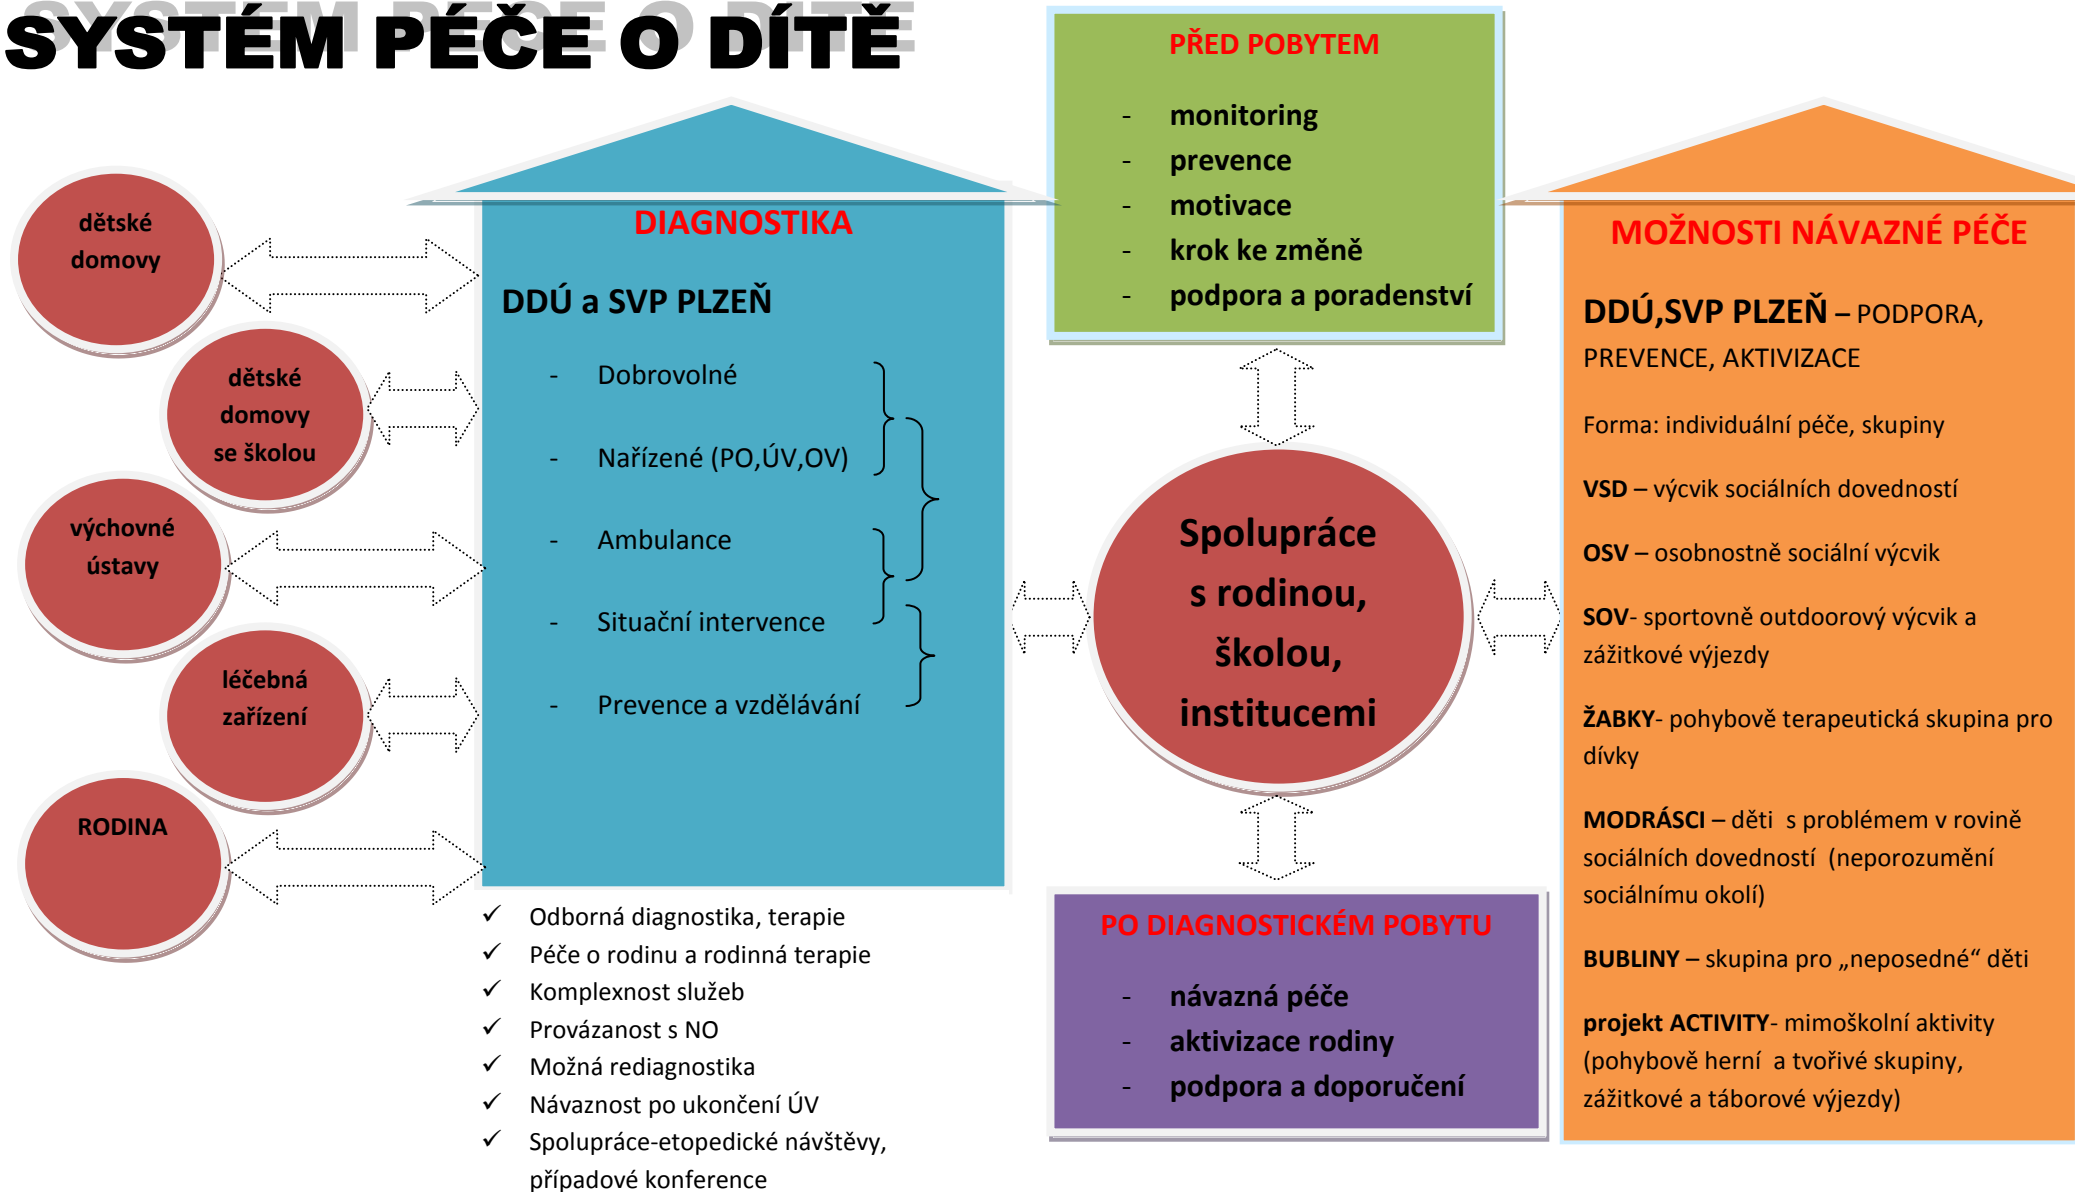 SYSTÉM PÉČE O DÍTĚ
dětské
domovy
dětské
domovy
se školou
výchovné
ústavy
léčebná
zařízení
RODINA
DIAGNOSTIKA
DDÚ a SVP PLZEŇ
- Dobrovolné
- Nařízené (PO,ÚV,OV)
- Ambulance
- Situační intervence
- Prevence a vzdělávání
✓ Odborná diagnostika, terapie
✓ Péče o rodinu a rodinná terapie
✓ Komplexnost služeb
✓ Provázanost s NO
✓ Možná rediagnostika
✓ Návaznost po ukončení ÚV
✓ Spolupráce-etopedické návštěvy,
případové konference
PŘED POBYTEM
- monitoring
- prevence
- motivace
- krok ke změně
- podpora a poradenství
Spolupráce
s rodinou,
školou,
institucemi
PO DIAGNOSTICKÉM POBYTU
- návazná péče
- aktivizace rodiny
- podpora a doporučení
MOŽNOSTI NÁVAZNÉ PÉČE
DDÚ,SVP PLZEŇ – PODPORA,
PREVENCE, AKTIVIZACE
Forma: individuální péče, skupiny
VSD – výcvik sociálních dovedností
OSV – osobnostně sociální výcvik
SOV- sportovně outdoorový výcvik a
zážitkové výjezdy
ŽABKY- pohybově terapeutická skupina pro
dívky
MODRÁSCI – děti s problémem v rovině
sociálních dovedností (neporozumění
sociálnímu okolí)
BUBLINY – skupina pro „neposedné“ děti
projekt ACTIVITY- mimoškolní aktivity
(pohybově herní a tvořivé skupiny,
zážitkové a táborové výjezdy)